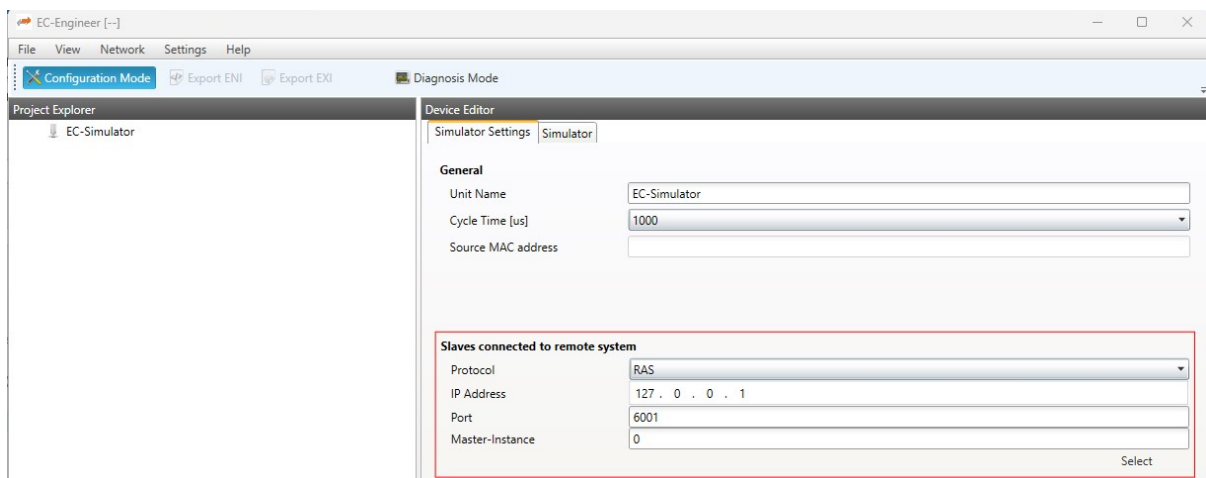 EC-Engineer [--]
File View Network Settings Help
Configuration Mode Export ENI Export EXI Diagnosis Mode
Project Explorer
EC-Simulator
Device Editor
Simulator Settings Simulator
General
Unit Name EC-Simulator
Cycle Time [us] 1000
Source MAC address
Slaves connected to remote system
Protocol RAS
IP Address 127 . 0 . 0 . 1
Port 6001
Master-Instance 0
Select